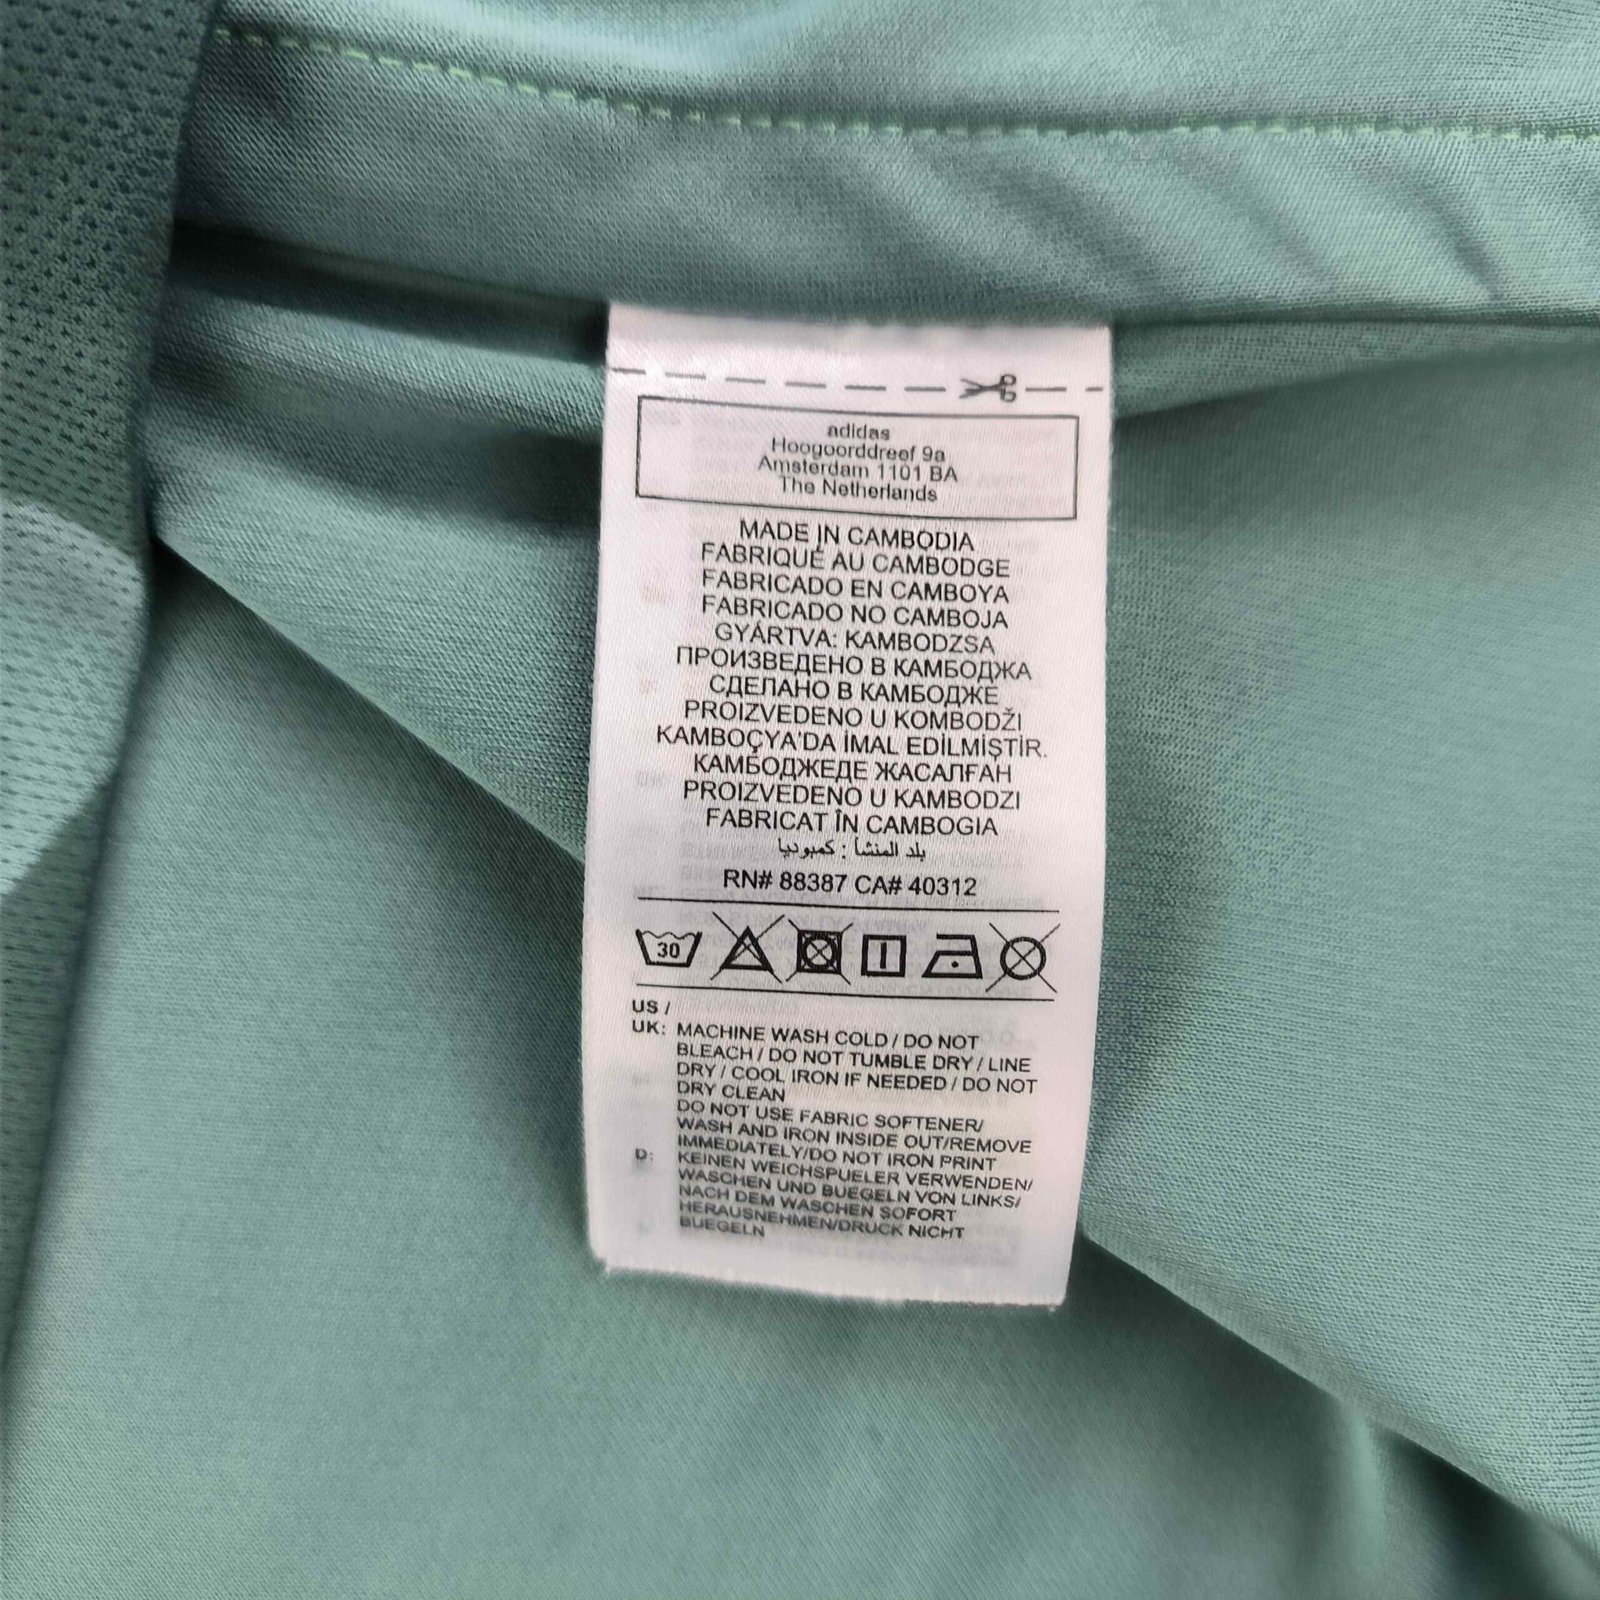 adidas
Hoogoorddreef 9a
Amsterdam 1101 BA
The Netherlands
MADE IN CAMBODIA
FABRIQUÉ AU CAMBODGE
FABRICADO EN CAMBOYA
FABRICADO NO CAMBOJA
GYÁRTVA: KAMBODZSA
ПРОИЗВЕДЕНО В КАМБОДЖА
СДЕЛАНО В КАМБОДЖЕ
PROIZVEDENO U KOMBODŽI
KAMBOÇYA'DA İMAL EDİLMİŞTİR.
КАМБОДЖЕДЕ ЖАСАЛҒАН
PROIZVEDENO U KAMBODZI
FABRICAT ÎN CAMBOGIA
بلد المنشأ : كمبوديا
RN# 88387 CA# 40312
30
US /
UK: MACHINE WASH COLD / DO NOT
BLEACH / DO NOT TUMBLE DRY / LINE
DRY / COOL IRON IF NEEDED / DO NOT
DRY CLEAN
DO NOT USE FABRIC SOFTENER/
WASH AND IRON INSIDE OUT/REMOVE
IMMEDIATELY/DO NOT IRON PRINT
D: KEINEN WEICHSPUELER VERWENDEN/
WASCHEN UND BUEGELN VON LINKS/
NACH DEM WASCHEN SOFORT
HERAUSNEHMEN/DRUCK NICHT
BUEGELN